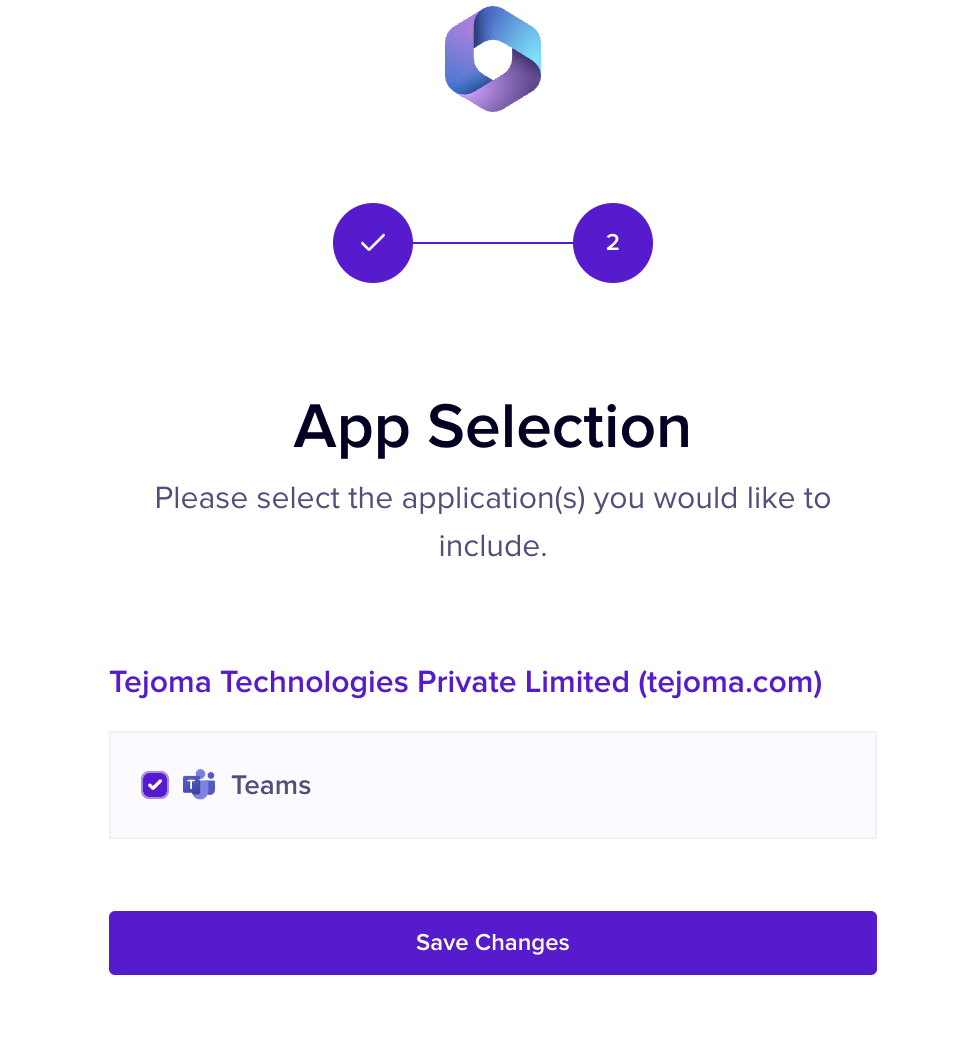 2
App Selection
Please select the application(s) you would like to
include.
Tejoma Technologies Private Limited (tejoma.com)
T Teams
Save Changes